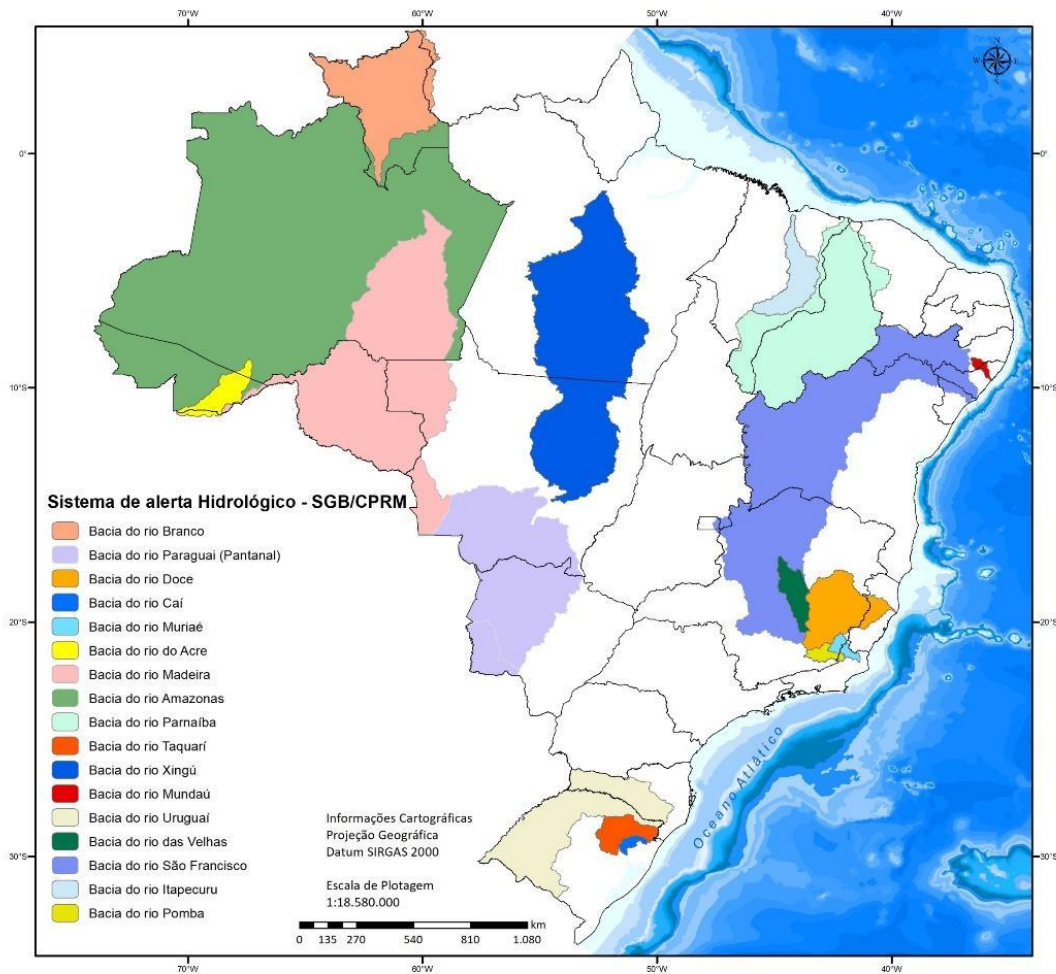 70°W 60°W 50°W 40°W
N
W E
S
0° 0°
10°S 10°S
Sistema de alerta Hidrológico - SGB/CPRM
Bacia do rio Branco
Bacia do rio Paraguai (Pantanal)
Bacia do rio Doce
Bacia do rio Caí
Bacia do rio Muriaé
Bacia do rio do Acre
Bacia do rio Madeira
Bacia do rio Amazonas
Bacia do rio Parnaíba
Bacia do rio Taquarí
Bacia do rio Xingú
Bacia do rio Mundaú
Bacia do rio Uruguaí
Bacia do rio das Velhas
Bacia do rio São Francisco
Bacia do rio Itapecuru
Bacia do rio Pomba
20°S 20°S
Oceano Atlático
Informações Cartográficas
Projeção Geográfica
Datum SIRGAS 2000
Escala de Plotagem
1:18.580.000
km
0 135 270 540 810 1.080
30°S 30°S
70°W 60°W 50°W 40°W